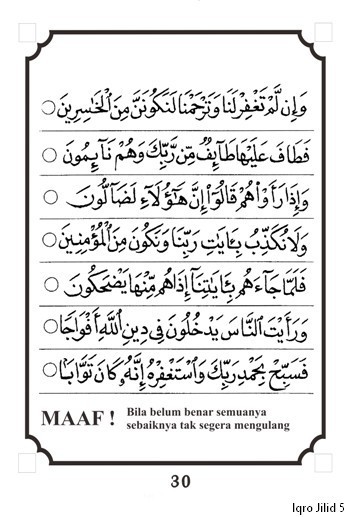 وَإِن لَّمْ تَغْفِرْ لَنَا وَتَرْحَمْنَا لَنَكُونَنَّ مِنَ الْخَٰسِرِينَ ○
فَطَافَ عَلَيْهَا طَآئِفٌ مِّن رَّبِّكَ وَهُمْ نَآئِمُونَ ○
وَإِذَا رَأَوْاهُمْ قَالُوٓا۟ إِنَّ هَٰٓؤُلَآءِ لَضَآلُّونَ ○
وَلَا نُكَذِّبُ بِـَٔايَٰتِ رَبِّنَا وَنَكُونَ مِنَ الْمُؤْمِنِينَ ○
فَلَمَّا جَآءَهُمْ بِـَٔايَٰتِنَآ إِذَاهُم مِّنْهَا يَضْحَكُونَ ○
وَرَأَيْتَ النَّاسَ يَدْخُلُونَ فِي دِينِ اللَّهِ أَفْوَاجًا ○
فَسَبِّحْ بِحَمْدِ رَبِّكَ وَاسْتَغْفِرْهُ إِنَّهُۥ كَانَ تَوَّابًا ○
MAAF ! Bila belum benar semuanya
sebaiknya tak segera mengulang
30
Iqro Jilid 5